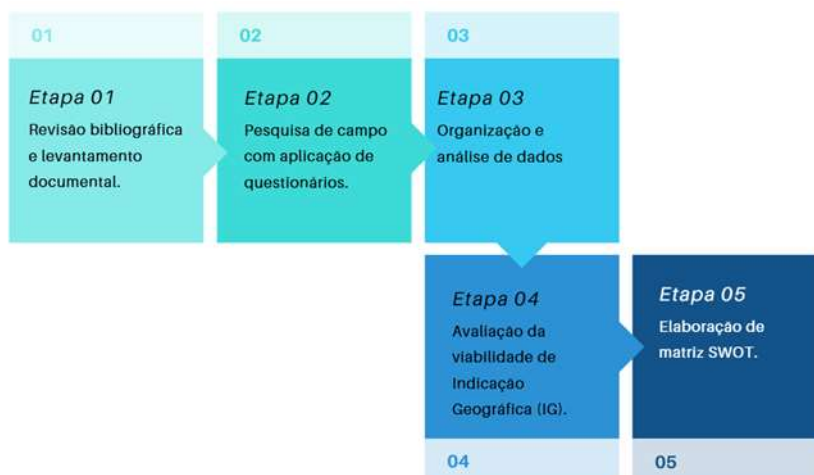 01
Etapa 01
Revisão bibliográfica
e levantamento
documental.
02
Etapa 02
Pesquisa de campo
com aplicação de
questionários.
03
Etapa 03
Organização e
análise de dados
Etapa 04
Avaliação da
viabilidade de
Indicação
Geográfica (IG).
04
Etapa 05
Elaboração de
matriz SWOT.
05